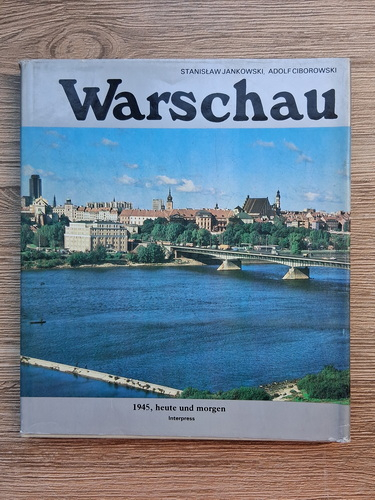 STANISŁAW JANKOWSKI, ADOLF CIBOROWSKI
Warschau
1945, heute und morgen
Interpress